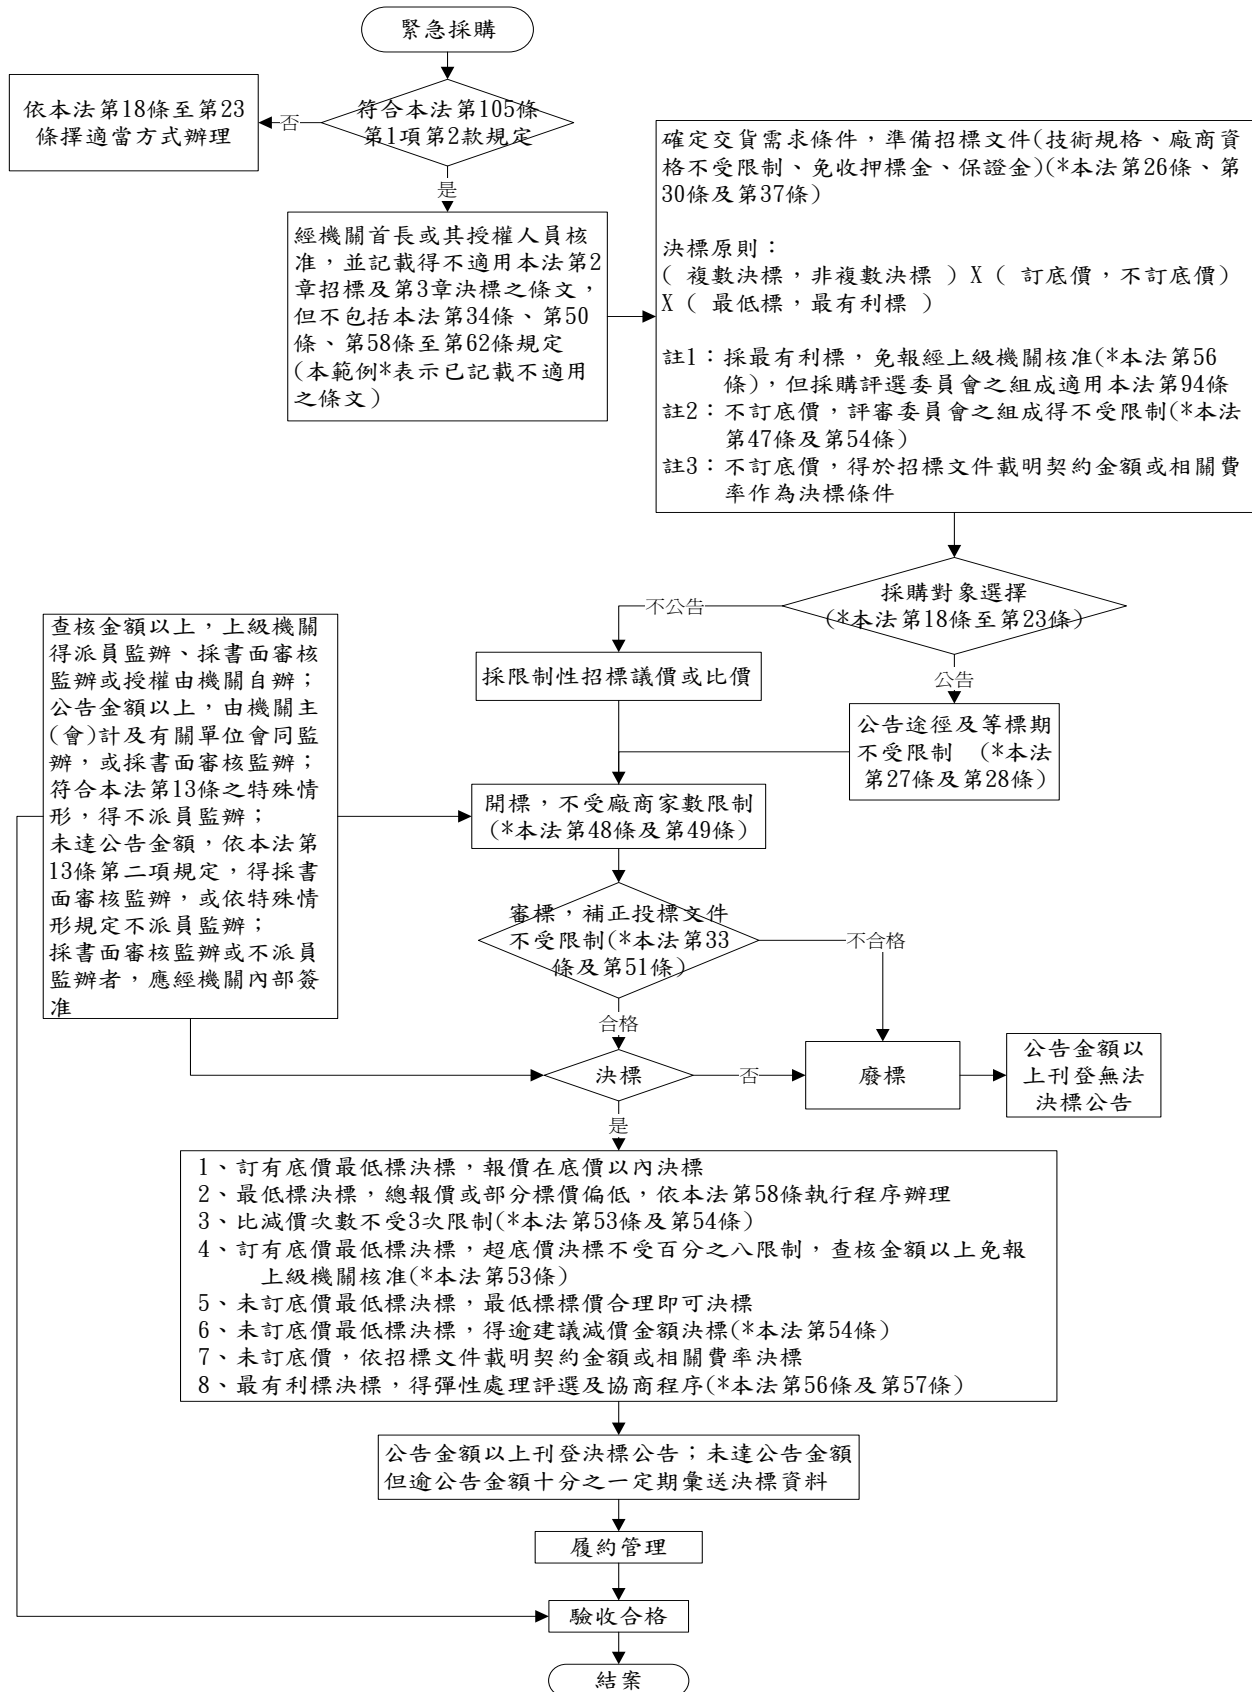 緊急採購
依本法第18條至第23
條擇適當方式辦理
否
符合本法第105條
第1項第2款規定
是
經機關首長或其授權人員核
准，並記載得不適用本法第2
章招標及第3章決標之條文，
但不包括本法第34條、第50
條、第58條至第62條規定
(本範例*表示已記載不適用
之條文)
確定交貨需求條件，準備招標文件(技術規格、廠商資
格不受限制、免收押標金、保證金)(*本法第26條、第
30條及第37條)
決標原則：
( 複數決標，非複數決標 ) X ( 訂底價，不訂底價)
X ( 最低標，最有利標 )
註1：採最有利標，免報經上級機關核准(*本法第56
條)，但採購評選委員會之組成適用本法第94條
註2：不訂底價，評審委員會之組成得不受限制(*本法
第47條及第54條)
註3：不訂底價，得於招標文件載明契約金額或相關費
率作為決標條件
採購對象選擇
(*本法第18條至第23條)
不公告
採限制性招標議價或比價
公告
公告途徑及等標期
不受限制 (*本法
第27條及第28條)
查核金額以上，上級機關
得派員監辦、採書面審核
監辦或授權由機關自辦；
公告金額以上，由機關主
(會)計及有關單位會同監
辦，或採書面審核監辦；
符合本法第13條之特殊情
形，得不派員監辦；
未達公告金額，依本法第
13條第二項規定，得採書
面審核監辦，或依特殊情
形規定不派員監辦；
採書面審核監辦或不派員
監辦者，應經機關內部簽
准
開標，不受廠商家數限制
(*本法第48條及第49條)
審標，補正投標文件
不受限制(*本法第33
條及第51條)
不合格
合格
決標
否
廢標
公告金額以
上刊登無法
決標公告
是
1、訂有底價最低標決標，報價在底價以內決標
2、最低標決標，總報價或部分標價偏低，依本法第58條執行程序辦理
3、比減價次數不受3次限制(*本法第53條及第54條)
4、訂有底價最低標決標，超底價決標不受百分之八限制，查核金額以上免報
上級機關核准(*本法第53條)
5、未訂底價最低標決標，最低標標價合理即可決標
6、未訂底價最低標決標，得逾建議減價金額決標(*本法第54條)
7、未訂底價，依招標文件載明契約金額或相關費率決標
8、最有利標決標，得彈性處理評選及協商程序(*本法第56條及第57條)
公告金額以上刊登決標公告；未達公告金額
但逾公告金額十分之一定期彙送決標資料
履約管理
驗收合格
結案